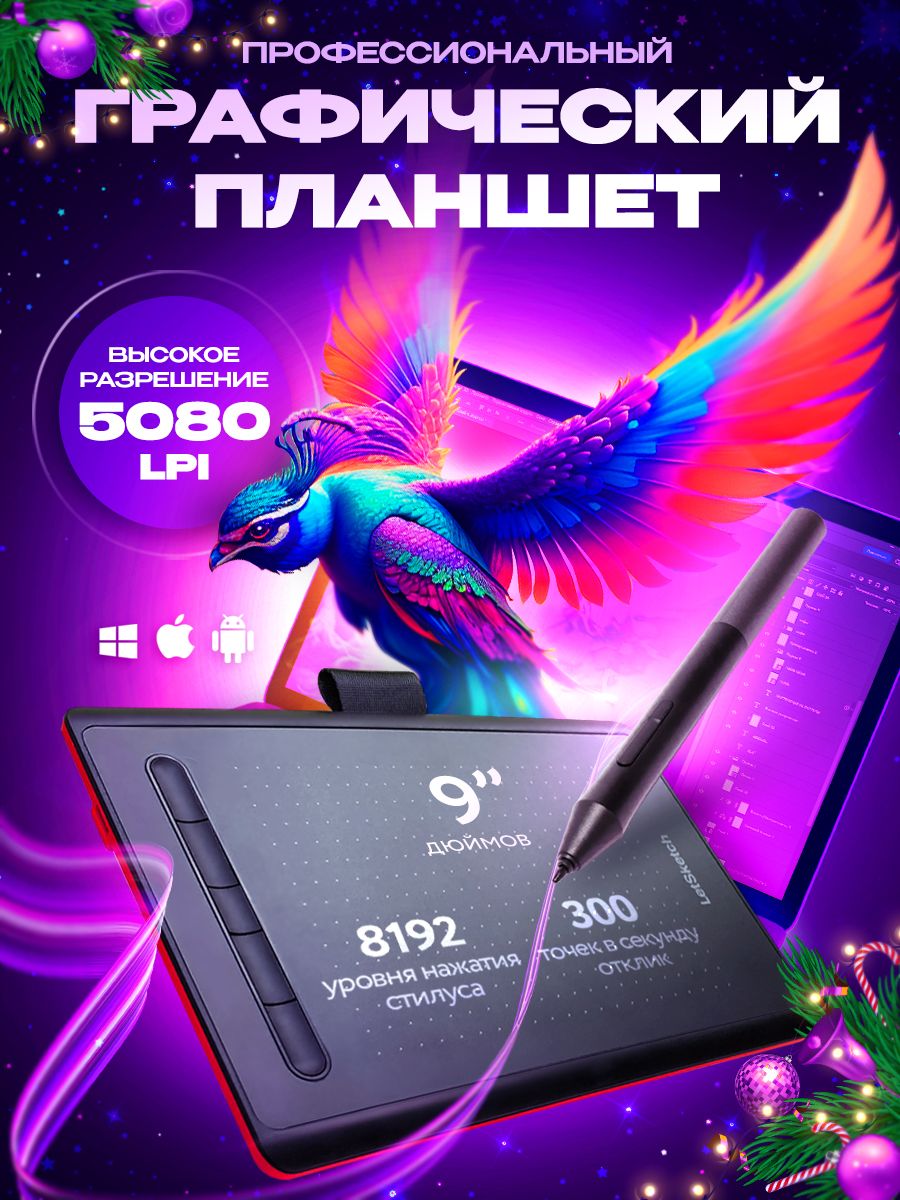 ПРОФЕССИОНАЛЬНЫЙ
ГРАФИЧЕСКИЙ
ПЛАНШЕТ
ВЫСОКОЕ
РАЗРЕШЕНИЕ
5080
LPI
9”
ДЮЙМОВ
8192
уровня нажатия
стилуса
300
точек в секунду
отклик
LetSketch